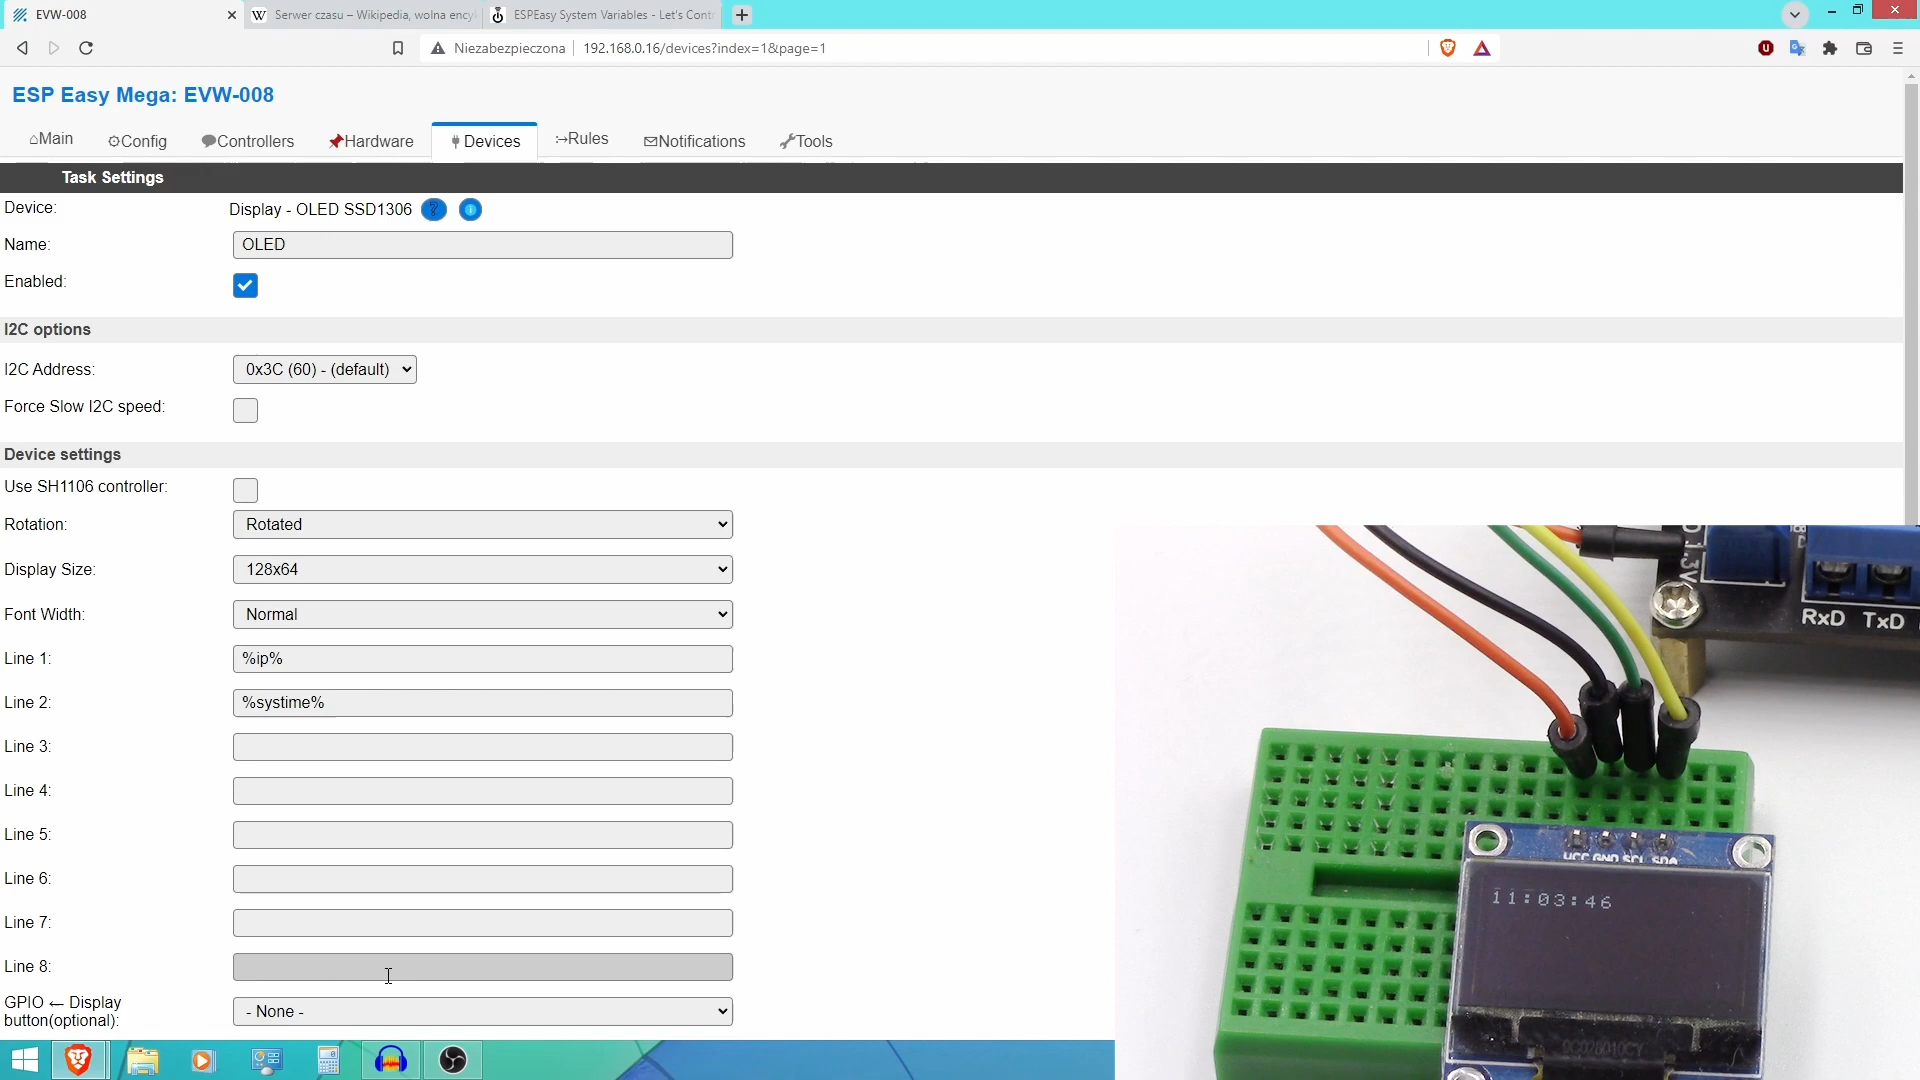 EVW-008
Serwer czasu – Wikipedia, wolna ency
ESPEasy System Variables - Let's Contr
Niezabezpieczona
192.168.0.16/devices?index=1&page=1
ESP Easy Mega: EVW-008
Main
Config
Controllers
Hardware
Devices
Rules
Notifications
Tools
Task Settings
Device: Display - OLED SSD1306 ? i
Name: OLED
Enabled:
I2C options
I2C Address: 0x3C (60) - (default)
Force Slow I2C speed:
Device settings
Use SH1106 controller:
Rotation: Rotated
Display Size: 128x64
Font Width: Normal
Line 1: %ip%
Line 2: %systime%
Line 3:
Line 4:
Line 5:
Line 6:
Line 7:
Line 8:
GPIO ← Display
button(optional): - None -
RxD TxD
VCC GND SCL SDA
11:03:46